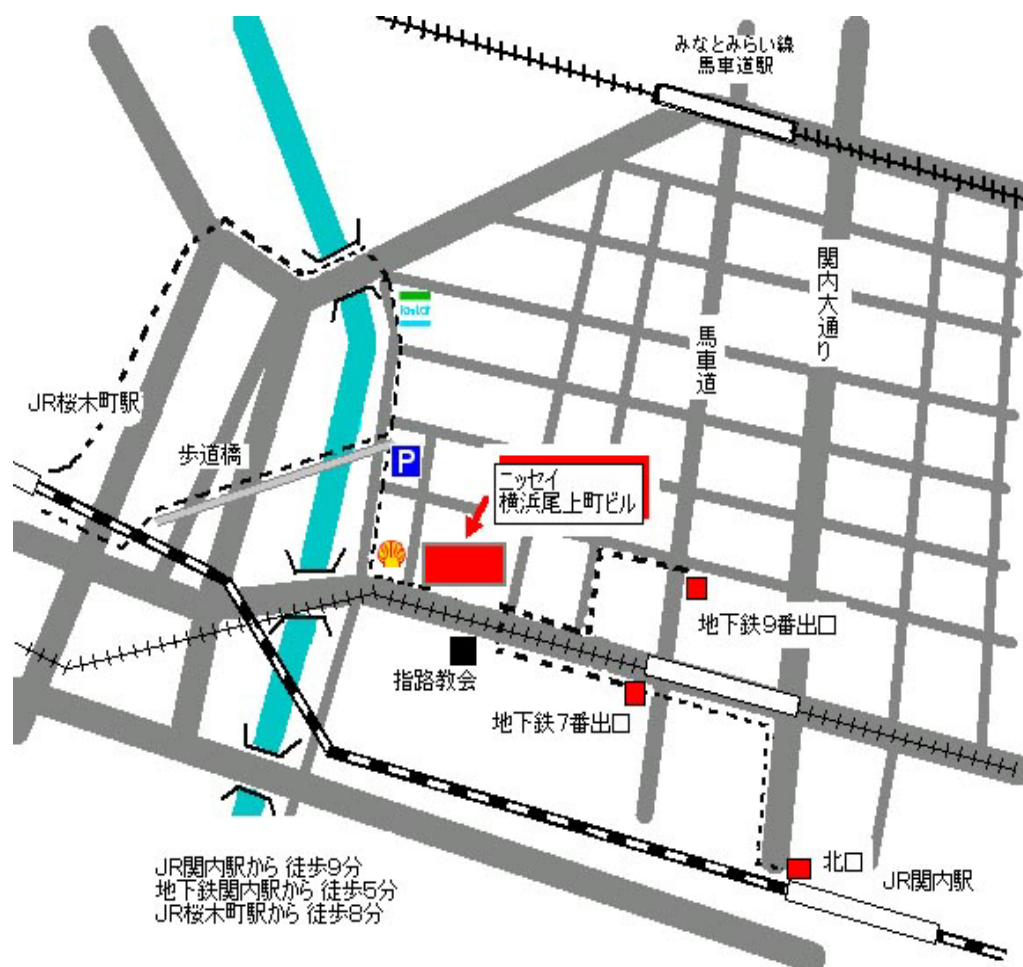 みなとみらい線
馬車道駅
関内大通り
馬車道
JR桜木町駅
歩道橋
P
ニッセイ
横浜尾上町ビル
地下鉄9番出口
指路教会
地下鉄7番出口
北口
JR関内駅
JR関内駅から 徒歩9分
地下鉄関内駅から 徒歩5分
JR桜木町駅から 徒歩8分